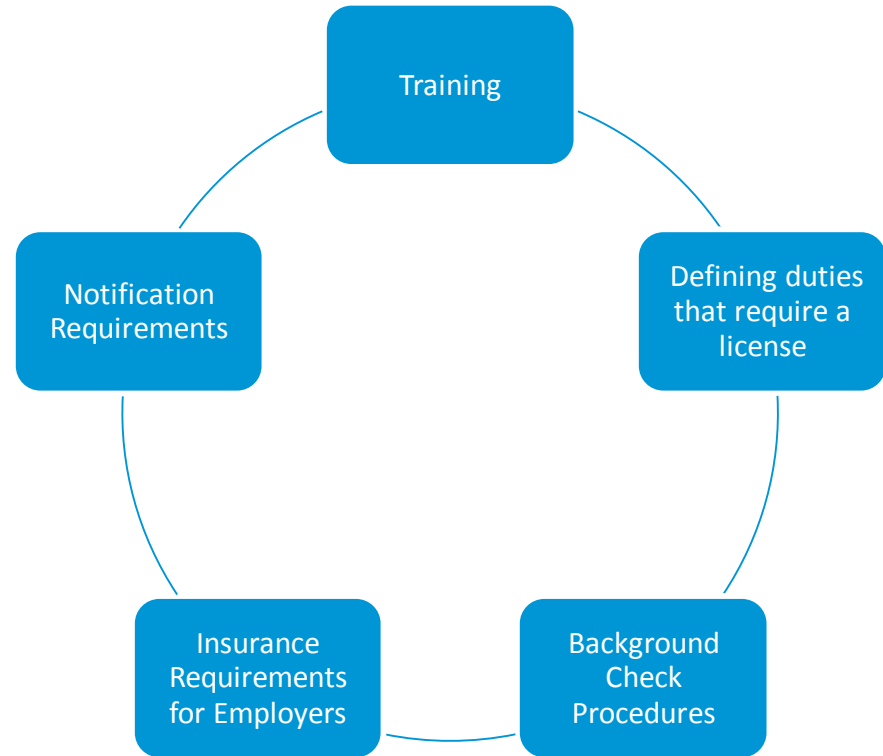 Training
Defining duties
that require a
license
Background
Check
Procedures
Insurance
Requirements
for Employers
Notification
Requirements